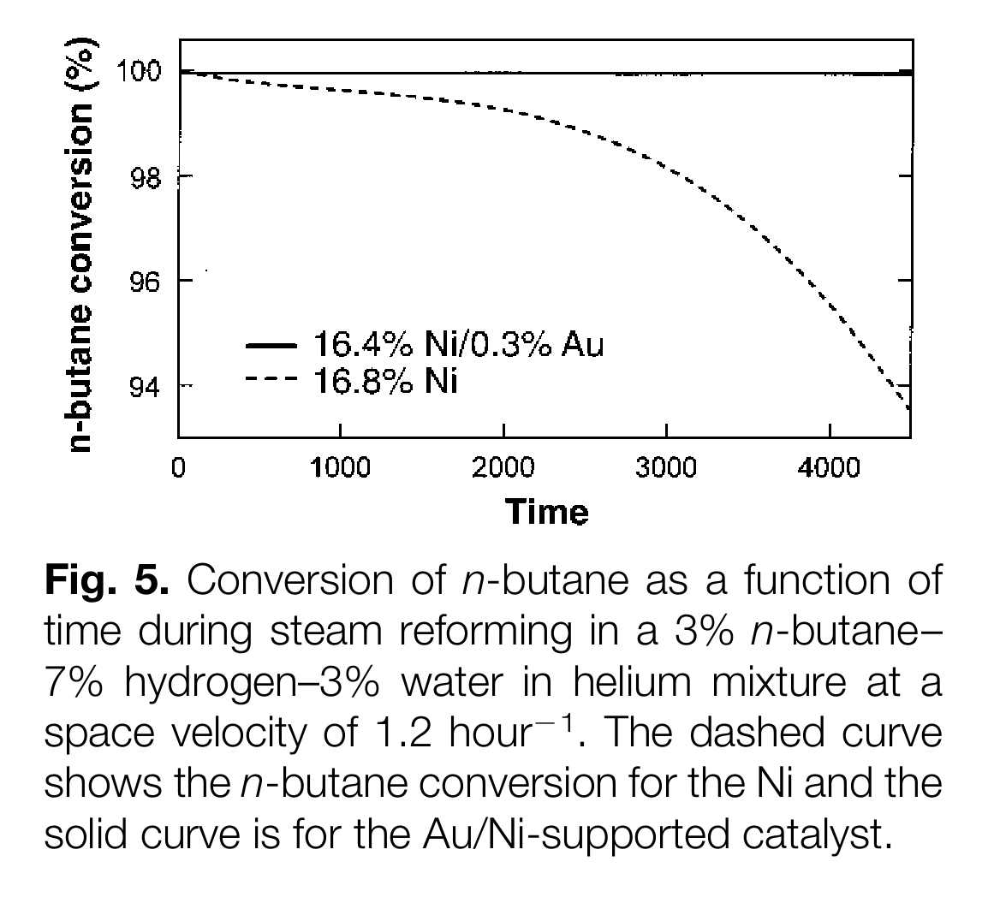 n-butane conversion (%)
100
98
96
94
16.4% Ni/0.3% Au
16.8% Ni
0 1000 2000 3000 4000
Time
Fig. 5. Conversion of n-butane as a function of
time during steam reforming in a 3% n-butane–
7% hydrogen–3% water in helium mixture at a
space velocity of 1.2 hour⁻¹. The dashed curve
shows the n-butane conversion for the Ni and the
solid curve is for the Au/Ni-supported catalyst.